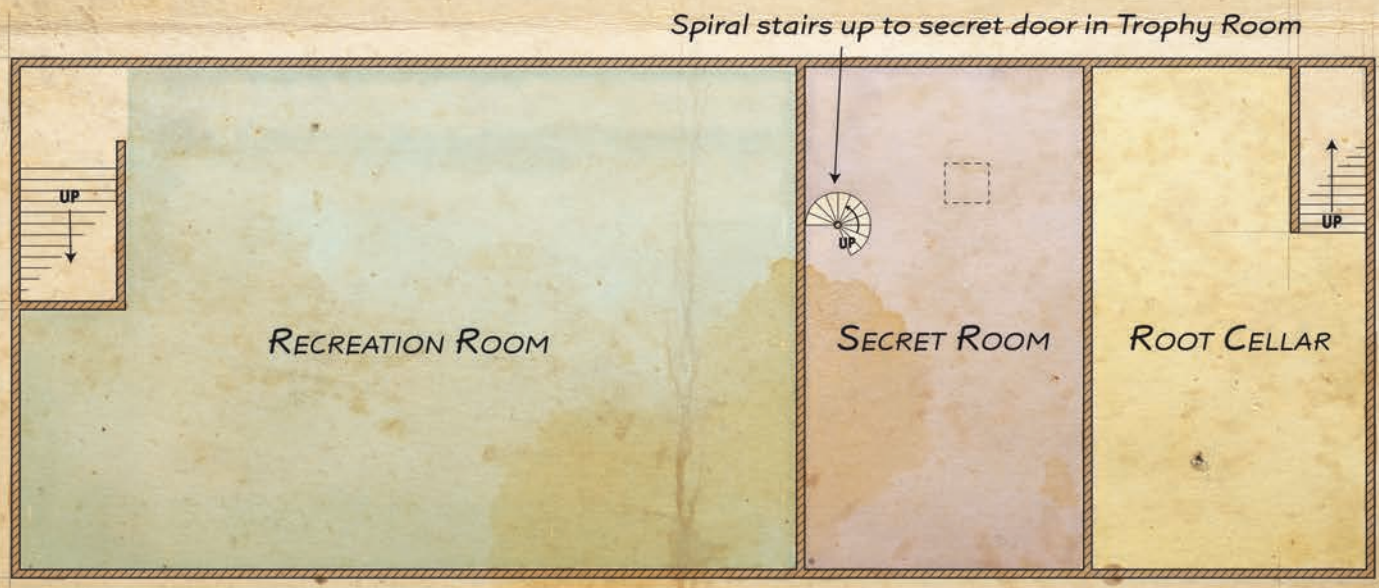 Spiral stairs up to secret door in Trophy Room
UP
UP
UP
Recreation Room
Secret Room
Root Cellar